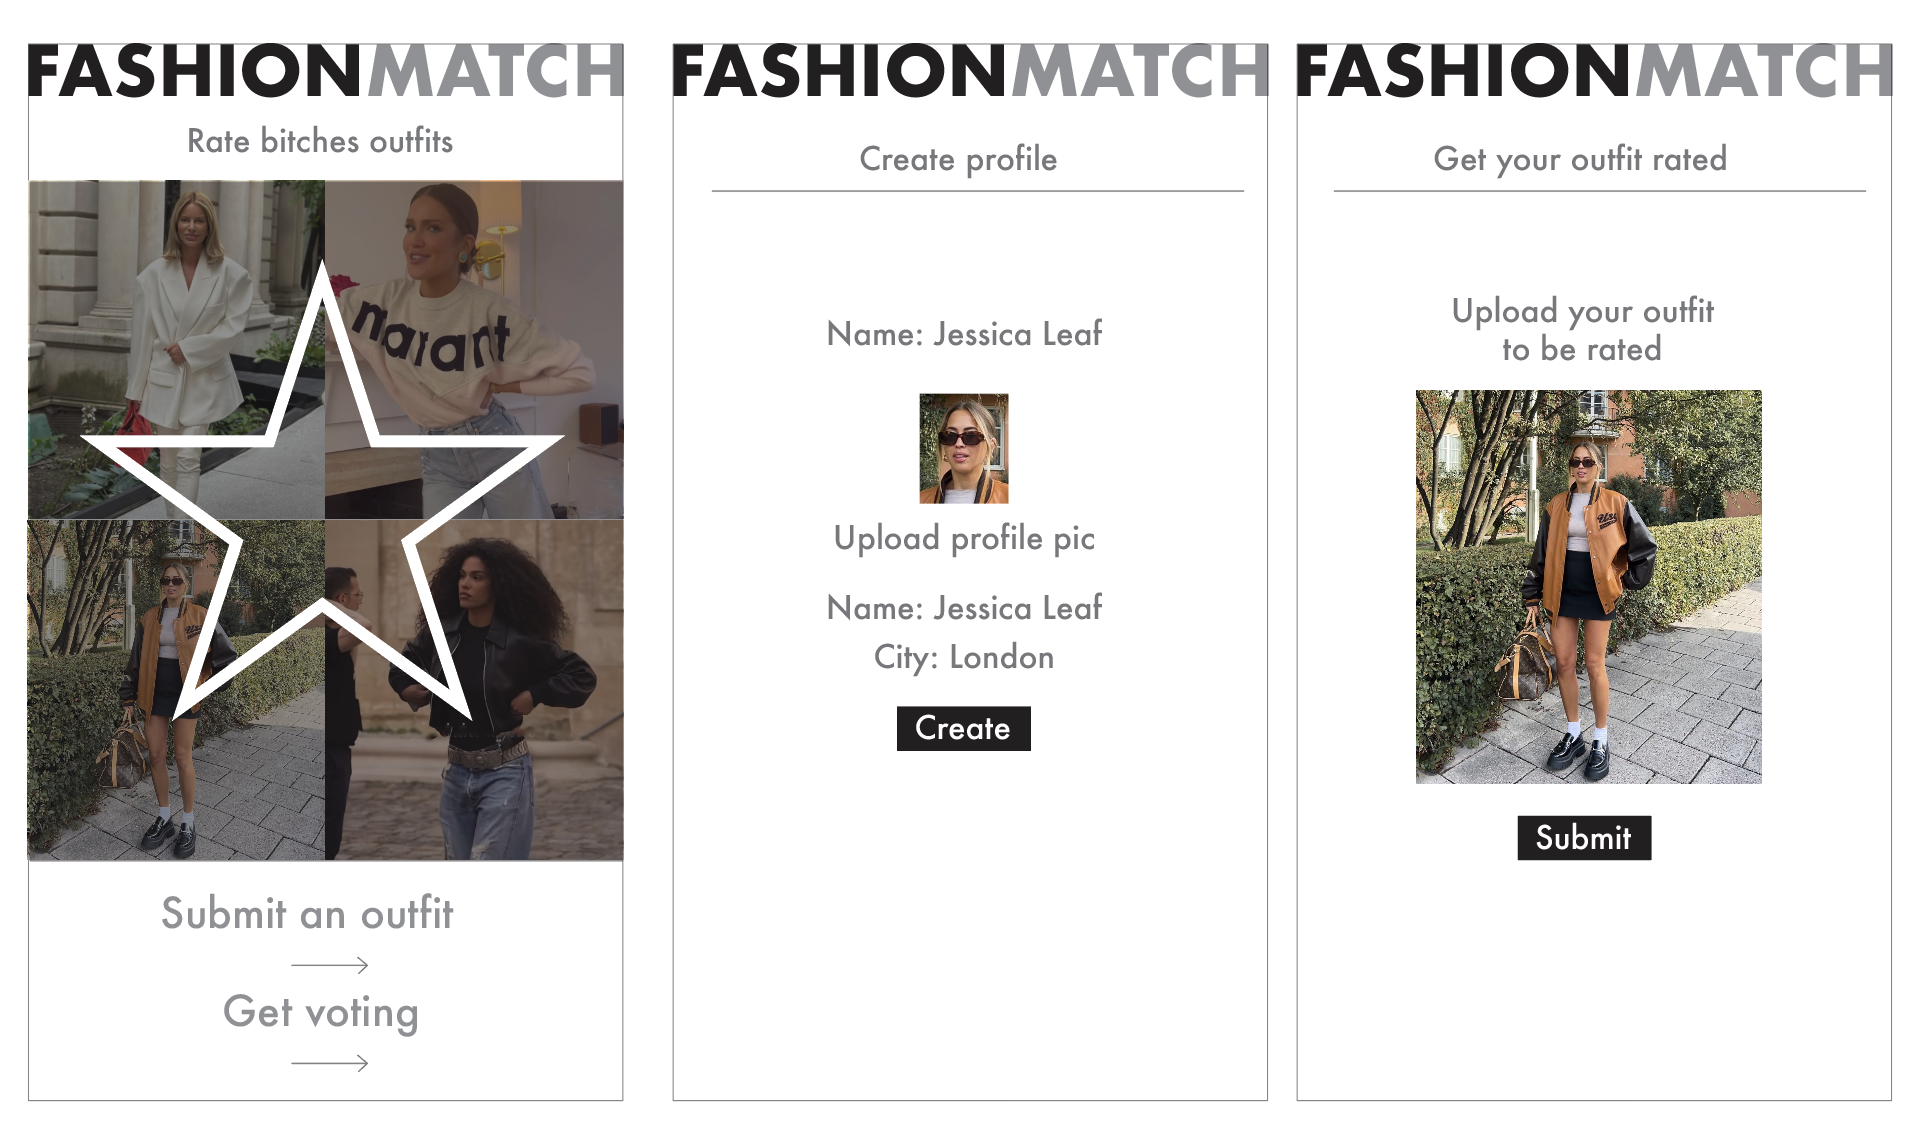 FASHIONMATCH
Rate bitches outfits
marant
Submit an outfit
Get voting
FASHIONMATCH
Create profile
Name: Jessica Leaf
Upload profile pic
Name: Jessica Leaf
City: London
Create
FASHIONMATCH
Get your outfit rated
Upload your outfit
to be rated
Submit